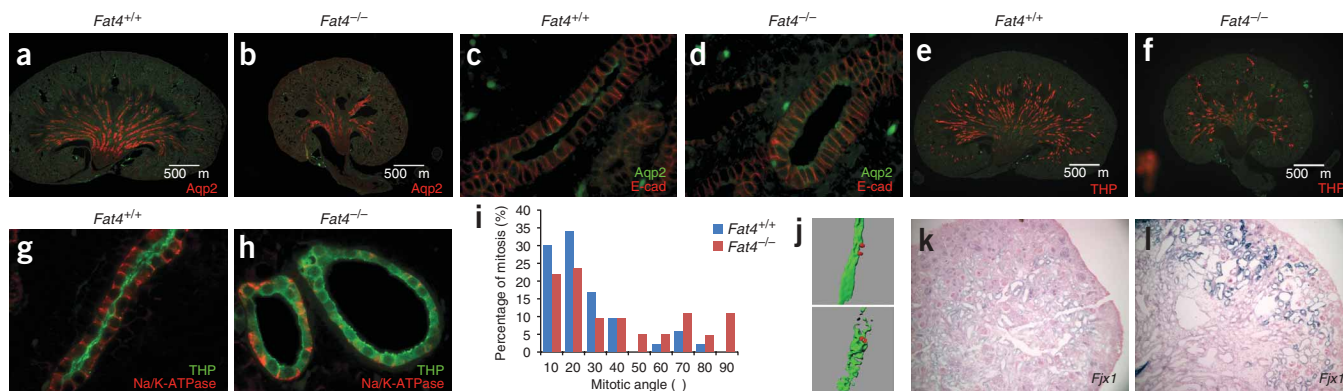 Fat4+/+ Fat4−/− Fat4+/+ Fat4−/− Fat4+/+ Fat4−/−
a b c d e f
500 m 500 m 500 m 500 m
Aqp2 Aqp2 Aqp2 Aqp2 THP THP
E-cad E-cad
Fat4+/+ Fat4−/−
g h i j k l
THP THP
Na/K-ATPase Na/K-ATPase
Percentage of mitosis (%)
40
35
30
25
20
15
10
5
0
Fat4+/+
Fat4−/−
10 20 30 40 50 60 70 80 90
Mitotic angle ( )
Fjx1 Fjx1